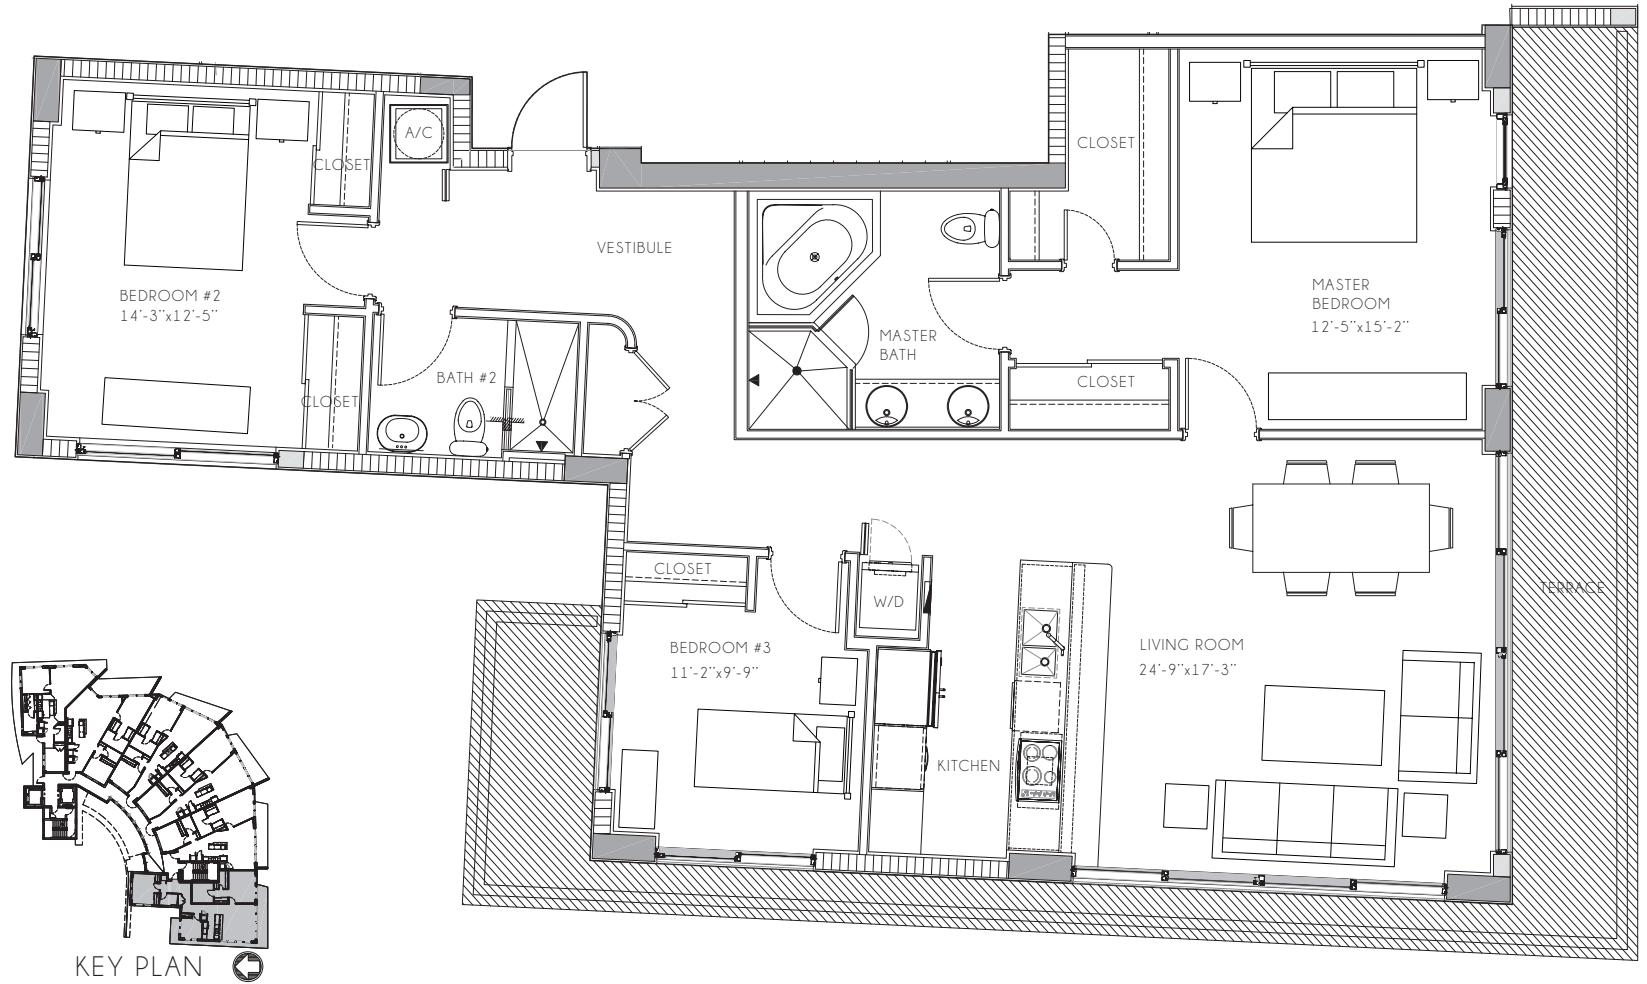 A/C
CLOSET
CLOSET
VESTIBULE
BEDROOM #2
14'-3"x12'-5"
MASTER
BEDROOM
12'-5"x15'-2"
MASTER
BATH
BATH #2
CLOSET
CLOSET
CLOSET
W/D
TERRACE
BEDROOM #3
11'-2"x9'-9"
LIVING ROOM
24'-9"x17'-3"
KITCHEN
KEY PLAN